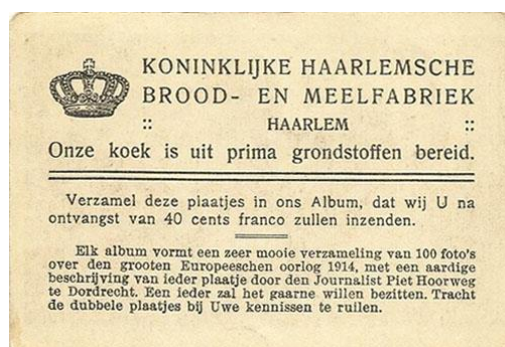 KONINKLIJKE HAARLEMSCHE
BROOD- EN MEELFABRIEK
:: HAARLEM ::
Onze koek is uit prima grondstoffen bereid.
Verzamel deze plaatjes in ons Album, dat wij U na
ontvangst van 40 cents franco zullen inzenden.
Elk album vormt een zeer mooie verzameling van 100 foto's
over den grooten Europeeschen oorlog 1914, met een aardige
beschrijving van ieder plaatje door den Journalist Piet Hoorweg
te Dordrecht. Een ieder zal het gaarne willen bezitten. Tracht
de dubbele plaatjes bij Uwe kennissen te ruilen.